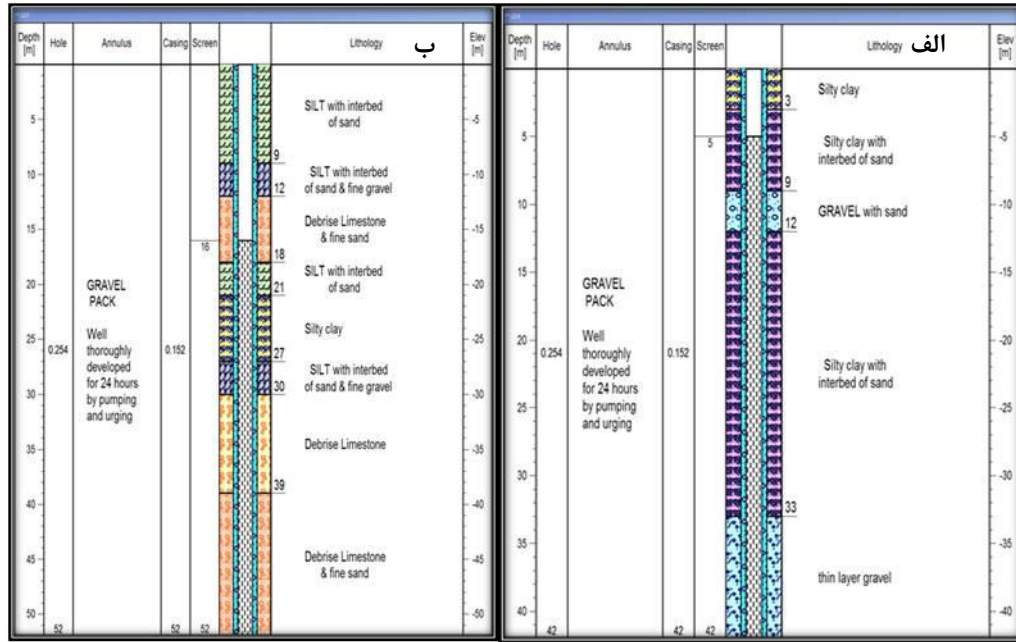 Depth
[m]
Hole
Annulus
Casing
Screen
Lithology
ب
Elev
[m]
5
10
15
20
25
30
35
40
45
50
0.254
52
GRAVEL
PACK
Well
thoroughly
developed
for 24 hours
by pumping
and urging
0.152
52
16
52
9
12
18
21
27
30
39
SILT with interbed
of sand
SILT with interbed
of sand & fine gravel
Debrise Limestone
& fine sand
SILT with interbed
of sand
Silty clay
SILT with interbed
of sand & fine gravel
Debrise Limestone
Debrise Limestone
& fine sand
-5
-10
-15
-20
-25
-30
-35
-40
-45
-50
Depth
[m]
Hole
Annulus
Casing
Screen
Lithology
الف
Elev
[m]
5
10
15
20
25
30
35
40
0.254
42
GRAVEL
PACK
Well
thoroughly
developed
for 24 hours
by pumping
and urging
0.152
42
5
42
3
9
12
33
Silty clay
Silty clay with
interbed of sand
GRAVEL with sand
Silty clay with
interbed of sand
thin layer gravel
-5
-10
-15
-20
-25
-30
-35
-40